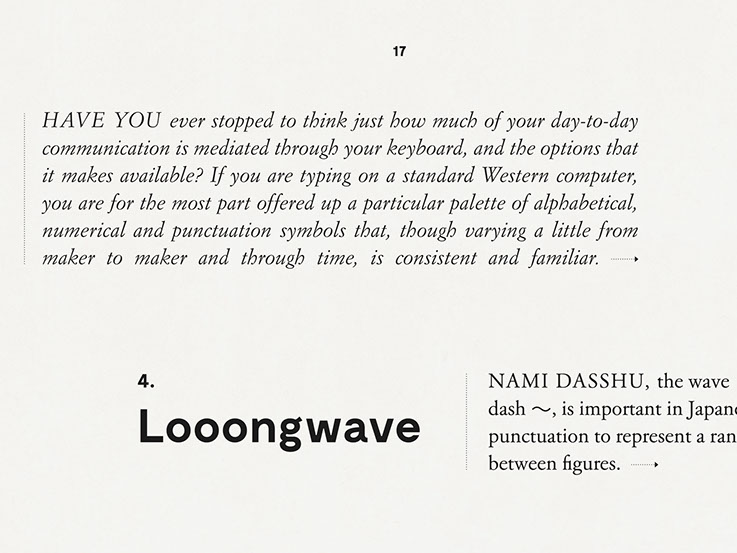 17
HAVE YOU ever stopped to think just how much of your day-to-day
communication is mediated through your keyboard, and the options that
it makes available? If you are typing on a standard Western computer,
you are for the most part offered up a particular palette of alphabetical,
numerical and punctuation symbols that, though varying a little from
maker to maker and through time, is consistent and familiar.
4.
Looongwave
NAMI DASSHU, the wave
dash 〜, is important in Japan
punctuation to represent a ran
between figures.